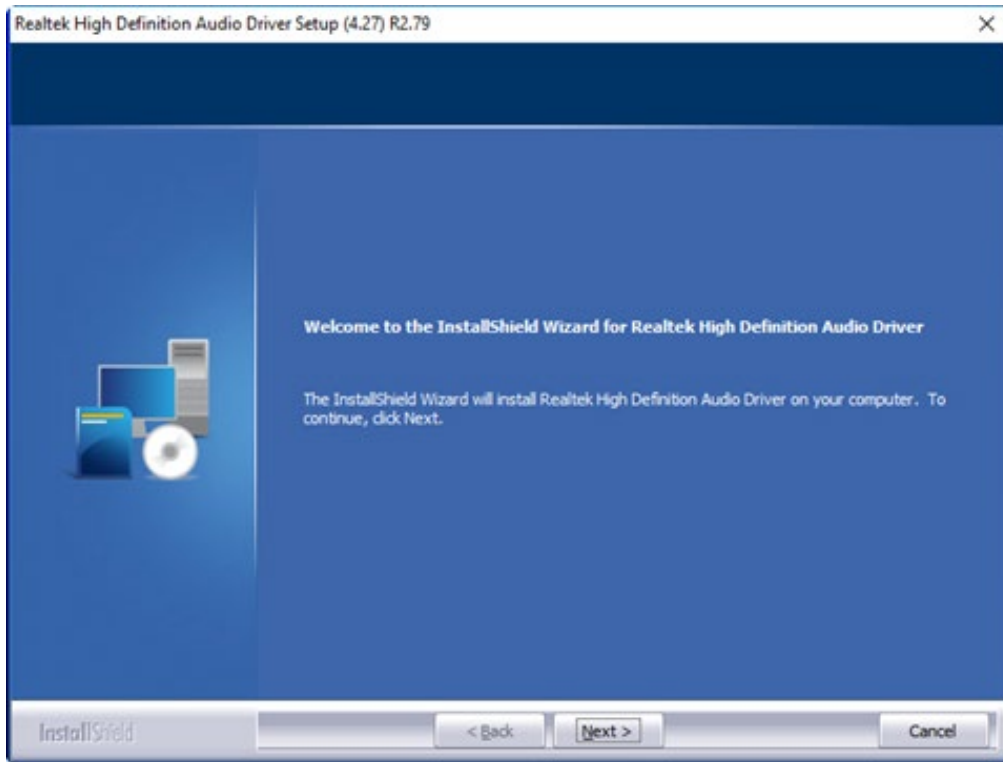 Realtek High Definition Audio Driver Setup (4.27) R2.79
Welcome to the InstallShield Wizard for Realtek High Definition Audio Driver
The InstallShield Wizard will install Realtek High Definition Audio Driver on your computer. To
continue, click Next.
InstallShield
< Back
Next >
Cancel